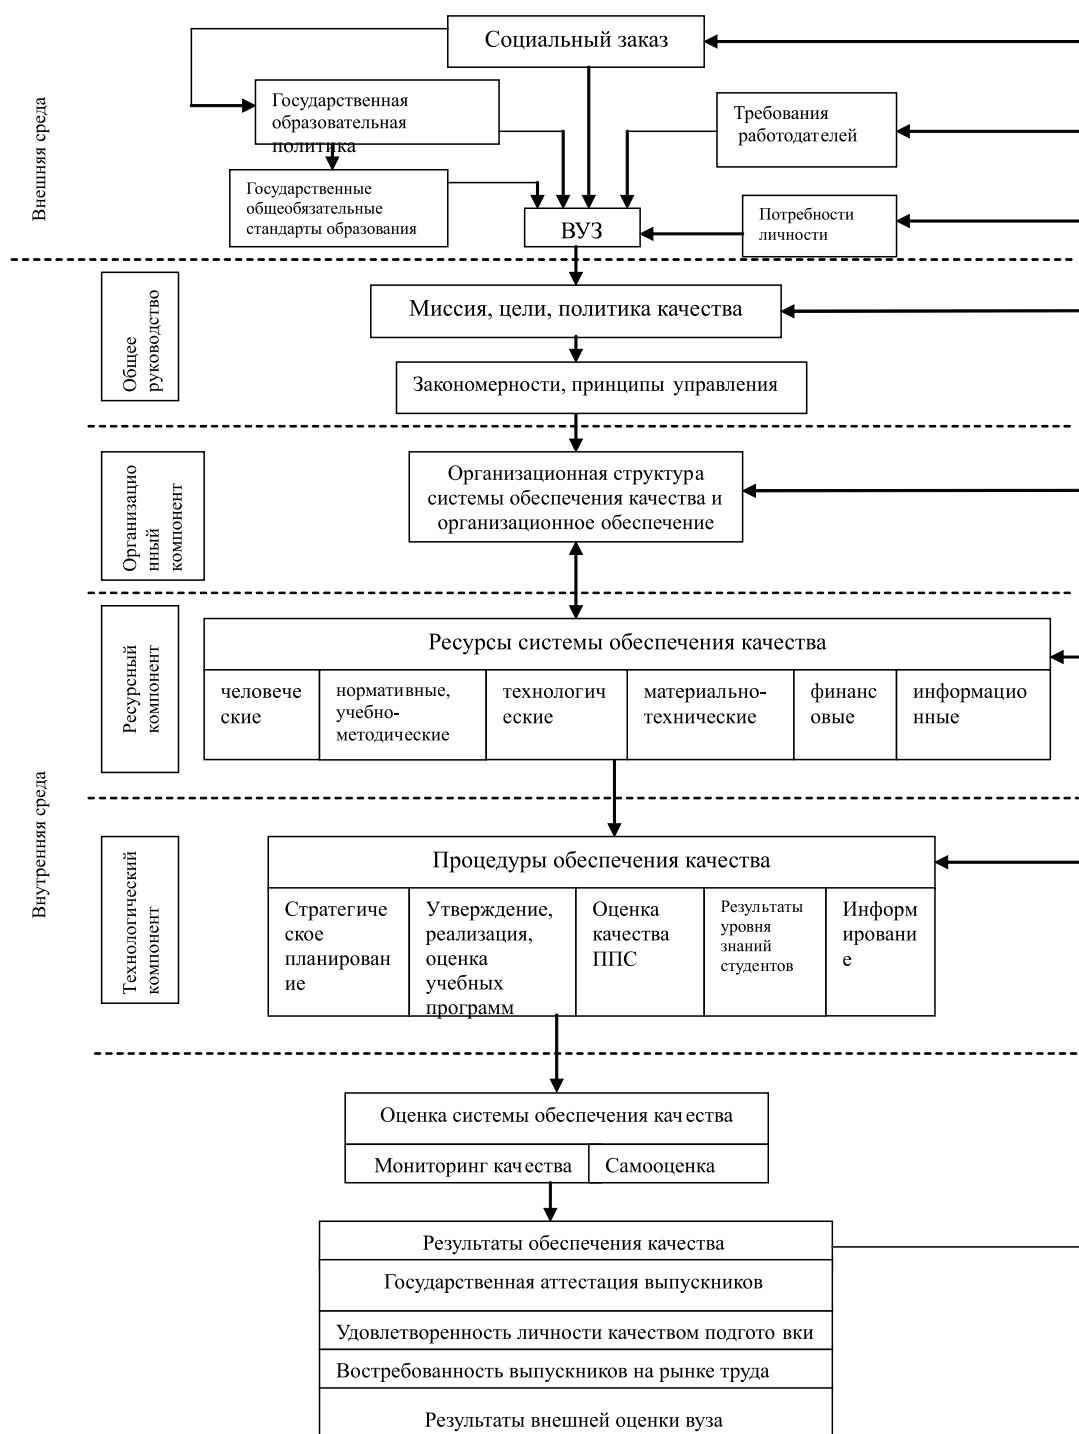 Социальный заказ
Внешняя среда
Государственная
образовательная
политика
Требования
работодателей
Государственные
общеобязательные
стандарты образования
ВУЗ
Потребности
личности
Общее
руководство
Миссия, цели, политика качества
Закономерности, принципы управления
Организацио
нный
компонент
Организационная структура
системы обеспечения качества и
организационное обеспечение
Внутренняя среда
Ресурсный
компонент
Ресурсы системы обеспечения качества
человече
ские
нормативные,
учебно-
методические
технологич
еские
материально-
технические
финанс
овые
информацио
нные
Технологический
компонент
Процедуры обеспечения качества
Стратегиче
ское
планирован
ие
Утверждение,
реализация,
оценка
учебных
программ
Оценка
качества
ППС
Результаты
уровня
знаний
студентов
Информ
ировани
е
Оценка системы обеспечения качества
Мониторинг качества
Самооценка
Результаты обеспечения качества
Государственная аттестация выпускников
Удовлетворенность личности качеством подгото вки
Востребованность выпускников на рынке труда
Результаты внешней оценки вуза